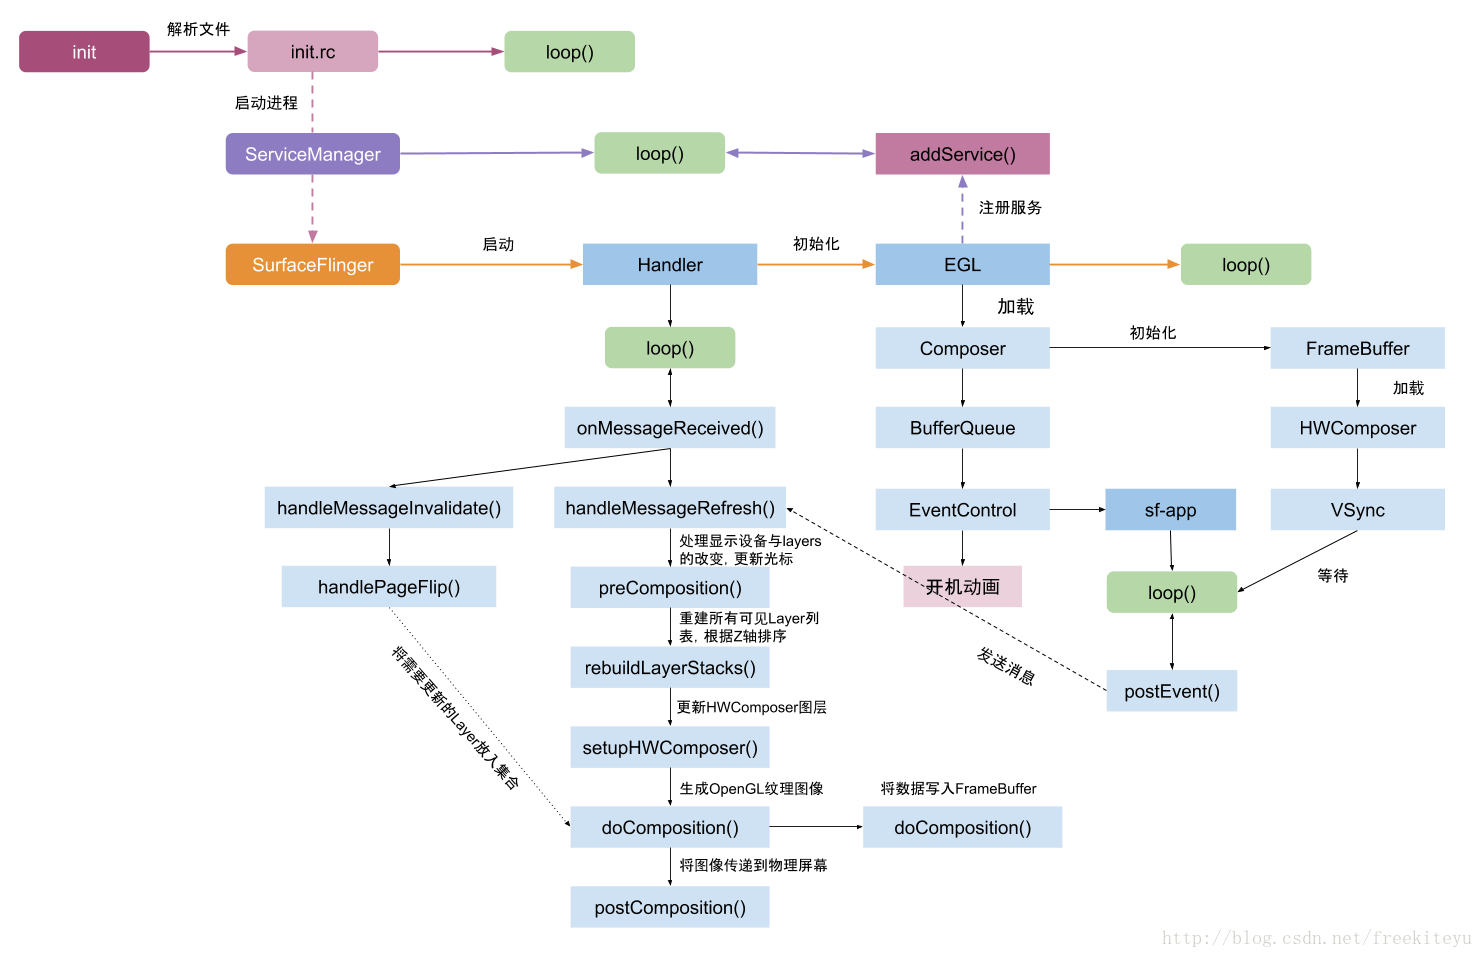 解析文件
init
init.rc
loop()
启动进程
ServiceManager
loop()
addService()
注册服务
SurfaceFlinger
启动
Handler
初始化
EGL
loop()
加载
loop()
Composer
初始化
FrameBuffer
加载
onMessageReceived()
BufferQueue
HWComposer
handleMessageInvalidate()
handleMessageRefresh()
EventControl
sf-app
VSync
处理显示设备与layers
的改变, 更新光标
handlePageFlip()
preComposition()
开机动画
loop()
等待
重建所有可见Layer列
表, 根据Z轴排序
rebuildLayerStacks()
发送消息
postEvent()
将需要更新的Layer放入集合
更新HWComposer图层
setupHWComposer()
生成OpenGL纹理图像
将数据写入FrameBuffer
doComposition()
doComposition()
将图像传递到物理屏幕
postComposition()
http://blog.csdn.net/freekiteyu